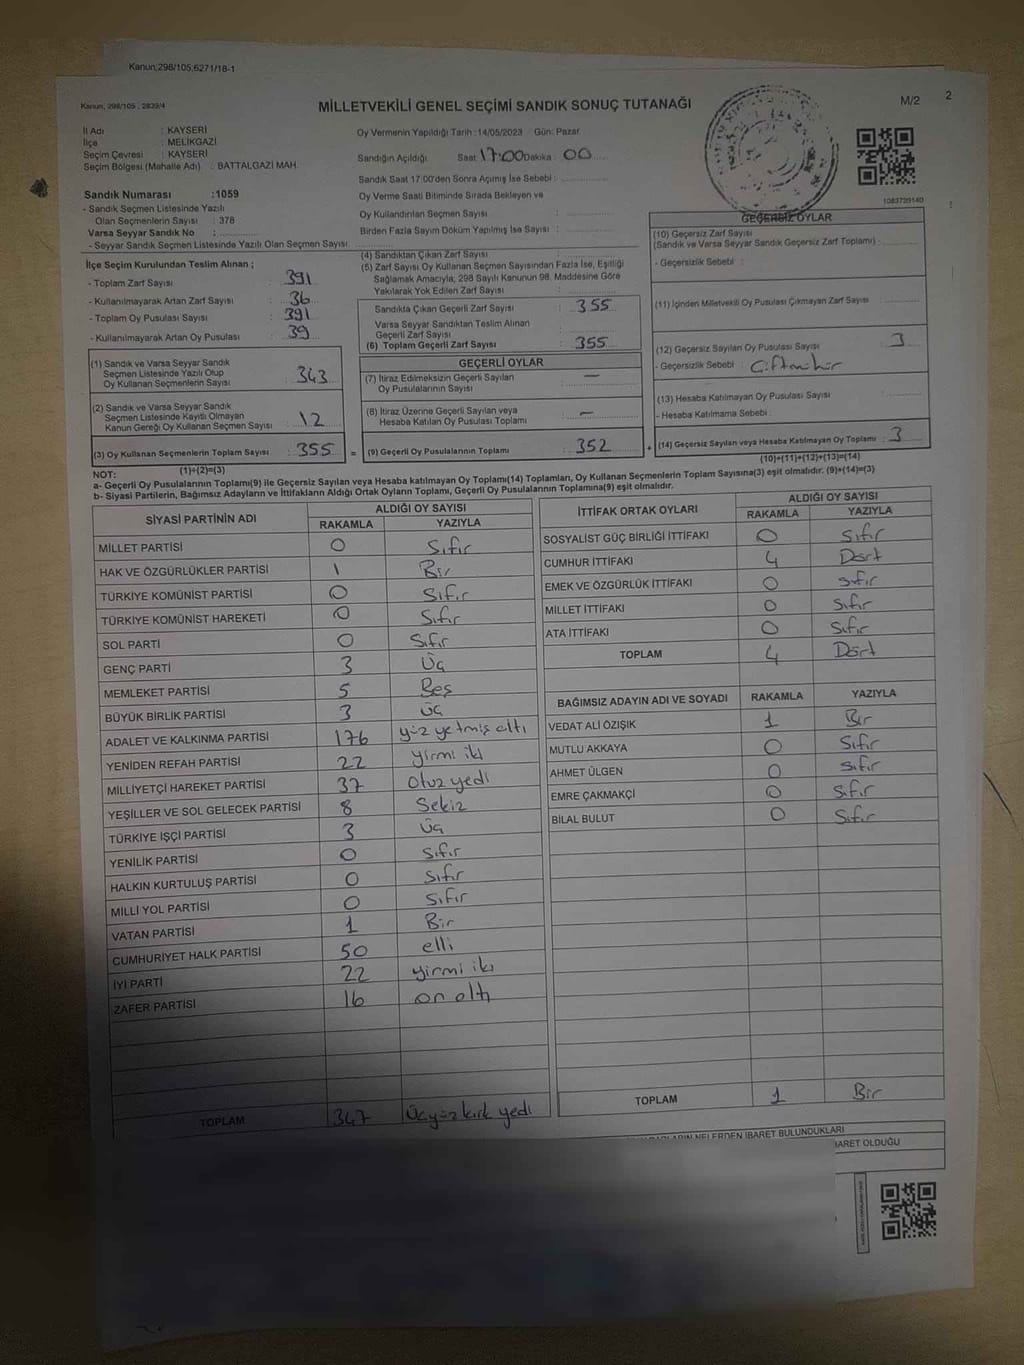 Kanun,298/105,6271/18-1
Kanun, 298/105 , 2839/4
MİLLETVEKİLİ GENEL SEÇİMİ SANDIK SONUÇ TUTANAĞI
M/2
2
İl Adı : KAYSERİ
İlçe : MELİKGAZİ
Seçim Çevresi : KAYSERİ
Seçim Bölgesi (Mahalle Adı) : BATTALGAZİ MAH.
Sandık Numarası :1059
- Sandık Seçmen Listesinde Yazılı
Olan Seçmenlerin Sayısı : 378
Varsa Seyyar Sandık No :
- Seyyar Sandık Seçmen Listesinde Yazılı Olan Seçmen Sayısı.
Oy Vermenin Yapıldığı Tarih :14/05/2023 Gün: Pazar
Sandığın Açıldığı Saat 17:00 Dakika : 00
Sandık Saat 17:00'den Sonra Açımış İse Sebebi :
Oy Verme Saati Bitiminde Sırada Bekleyen ve
Oy Kullandırılan Seçmen Sayısı :
Birden Fazla Sayım Döküm Yapılmış İse Sayısı :
1083739140
İlçe Seçim Kurulundan Teslim Alınan ;
- Toplam Zarf Sayısı : 391
- Kullanılmayarak Artan Zarf Sayısı : 36
- Toplam Oy Pusulası Sayısı : 391
- Kullanılmayarak Artan Oy Pusulası : 39
(1) Sandık ve Varsa Seyyar Sandık
Seçmen Listesinde Yazılı Olup
Oy Kullanan Seçmenlerin Sayısı : 343
(2) Sandık ve Varsa Seyyar Sandık
Seçmen Listesinde Kayıtlı Olmayan
Kanun Gereği Oy Kullanan Seçmen Sayısı : 12
(3) Oy Kullanan Seçmenlerin Toplam Sayısı : 355
(4) Sandıktan Çıkan Zarf Sayısı :
(5) Zarf Sayısı Oy Kullanan Seçmen Sayısından Fazla İse, Eşitliği
Sağlamak Amacıyla, 298 Sayılı Kanunun 98. Maddesine Göre
Yakılarak Yok Edilen Zarf Sayısı :
Sandıkta Çıkan Geçerli Zarf Sayısı : 355
Varsa Seyyar Sandıktan Teslim Alınan
Geçerli Zarf Sayısı :
(6) Toplam Geçerli Zarf Sayısı : 355
GEÇERLİ OYLAR
(7) İtiraz Edilmeksizin Geçerli Sayılan
Oy Pusulalarının Sayısı : —
(8) İtiraz Üzerine Geçerli Sayılan veya
Hesaba Katılan Oy Pusulaları Toplamı : —
= (9) Geçerli Oy Pusulalarının Toplamı : 352 +
GEÇERSİZ OYLAR
(10) Geçersiz Zarf Sayısı
(Sandık ve Varsa Seyyar Sandık Geçersiz Zarf Toplamı) :
- Geçersizlik Sebebi :
(11) İçinden Milletvekili Oy Pusulası Çıkmayan Zarf Sayısı :
(12) Geçersiz Sayılan Oy Pusulası Sayısı : 3
- Geçersizlik Sebebi : Çift mühür
(13) Hesaba Katılmayan Oy Pusulası Sayısı :
- Hesaba Katılmama Sebebi :
(14) Geçersiz Sayılan veya Hesaba Katılmayan Oy Toplamı : 3
NOT: (1)+(2)=(3) (10)+(11)+(12)+(13)=(14)
a- Geçerli Oy Pusulalarının Toplamı(9) ile Geçersiz Sayılan veya Hesaba katılmayan Oy Toplamı(14) Toplamları, Oy Kullanan Seçmenlerin Toplam Sayısına(3) eşit olmalıdır. (9)+(14)=(3)
b- Siyasi Partilerin, Bağımsız Adayların ve İttifakların Aldığı Ortak Oyların Toplamı, Geçerli Oy Pusulalarının Toplamına(9) eşit olmalıdır.
SİYASİ PARTİNİN ADI ALDIĞI OY SAYISI
RAKAMLA YAZIYLA
MİLLET PARTİSİ 0 Sıfır
HAK VE ÖZGÜRLÜKLER PARTİSİ 1 Bir
TÜRKİYE KOMÜNİST PARTİSİ 0 Sıfır
TÜRKİYE KOMÜNİST HAREKETİ 0 Sıfır
SOL PARTİ 0 Sıfır
GENÇ PARTİ 3 Üç
MEMLEKET PARTİSİ 5 Beş
BÜYÜK BİRLİK PARTİSİ 3 üç
ADALET VE KALKINMA PARTİSİ 176 yüz yetmiş altı
YENİDEN REFAH PARTİSİ 22 yirmi iki
MİLLİYETÇİ HAREKET PARTİSİ 37 Otuz yedi
YEŞİLLER VE SOL GELECEK PARTİSİ 8 Sekiz
TÜRKİYE İŞÇİ PARTİSİ 3 Üç
YENİLİK PARTİSİ 0 Sıfır
HALKIN KURTULUŞ PARTİSİ 0 Sıfır
MİLLİ YOL PARTİSİ 0 Sıfır
VATAN PARTİSİ 1 Bir
CUMHURİYET HALK PARTİSİ 50 elli
İYİ PARTİ 22 yirmi iki
ZAFER PARTİSİ 16 on altı
TOPLAM 347 Üçyüz kırk yedi
İTTİFAK ORTAK OYLARI ALDIĞI OY SAYISI
RAKAMLA YAZIYLA
SOSYALİST GÜÇ BİRLİĞİ İTTİFAKI 0 Sıfır
CUMHUR İTTİFAKI 4 Dört
EMEK VE ÖZGÜRLÜK İTTİFAKI 0 sıfır
MİLLET İTTİFAKI 0 Sıfır
ATA İTTİFAKI 0 Sıfır
TOPLAM 4 Dört
BAĞIMSIZ ADAYIN ADI VE SOYADI RAKAMLA YAZIYLA
VEDAT ALİ ÖZIŞIK 1 Bir
MUTLU AKKAYA 0 Sıfır
AHMET ÜLGEN 0 Sıfır
EMRE ÇAKMAKÇİ 0 Sıfır
BİLAL BULUT 0 Sıfır
TOPLAM 1 Bir
NELERDEN İBARET BULUNDUKLARI
İBARET OLDUĞU